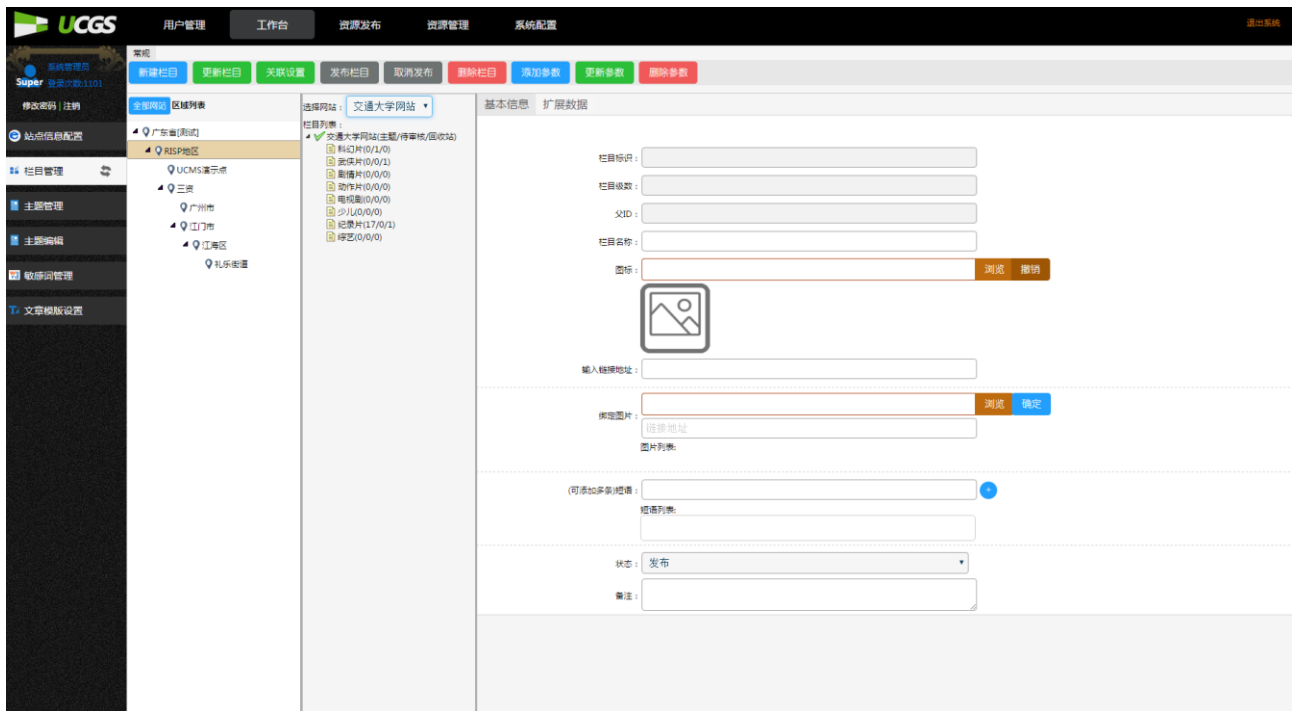 UCGS
用户管理 工作台 资源发布 资源管理 系统配置 退出系统
系统管理员
Super 登录次数:1101
修改密码 | 注销
常规
新建栏目 更新栏目 关联设置 发布栏目 取消发布 删除栏目 添加参数 更新参数 删除参数
站点信息配置
栏目管理
主题管理
主题编辑
敏感词管理
文章模版设置
全部网站 区域列表
广东省[测试]
RISP地区
UCMS演示点
三资
广州市
江门市
江海区
礼乐街道
选择网站: 交通大学网站
栏目列表:
交通大学网站(主题/待审核/回收站)
科幻片(0/1/0)
武侠片(0/0/1)
剧情片(0/0/0)
动作片(0/0/0)
电视剧(0/0/0)
少儿(0/0/0)
纪录片(17/0/1)
综艺(0/0/0)
基本信息 扩展数据
栏目标识:
栏目级数:
父ID:
栏目名称:
图标: 浏览 撤销
输入链接地址:
绑定图片: 浏览 确定
链接地址
图片列表:
(可添加多条)短语: +
短语列表:
状态: 发布
备注: